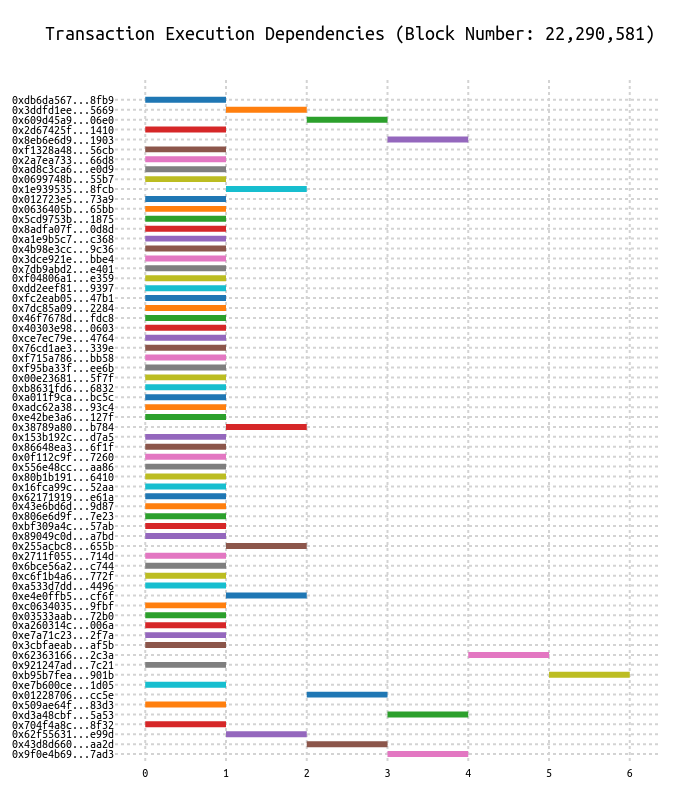 Transaction Execution Dependencies (Block Number: 22,290,581)
0xdb6da567...8fb9
0x3ddfd1ee...5669
0x609d45a9...06e0
0x2d67425f...1410
0x8eb6e6d9...1903
0xf1328a48...56cb
0x2a7ea733...66d8
0xad8c3ca6...e0d9
0x0699748b...55b7
0x1e939535...8fcb
0x012723e5...73a9
0x0636405b...65bb
0x5cd9753b...1875
0x8adfa07f...0d8d
0xa1e9b5c7...c368
0x4b98e3cc...9c36
0x3dce921e...bbe4
0x7db9abd2...e401
0xf04806a1...e359
0xdd2eef81...9397
0xfc2eab05...47b1
0x7dc85a09...2284
0x46f7678d...fdc8
0x40303e98...0603
0xce7ec79e...4764
0x76cd1ae3...339e
0xf715a786...bb58
0xf95ba33f...ee6b
0x00e23681...5f7f
0xb8631fd6...6832
0xa011f9ca...bc5c
0xadc62a38...93c4
0xe42be3a6...127f
0x38789a80...b784
0x153b192c...d7a5
0x86648ea3...6f1f
0x0f112c9f...7260
0x556e48cc...aa86
0x80b1b191...6410
0x16fca99c...52aa
0x62171919...e61a
0x43e6bd6d...9d87
0x806e6d9f...7e23
0xbf309a4c...57ab
0x89049c0d...a7bd
0x255acbc8...655b
0x2711f055...714d
0x6bce56a2...c744
0xc6f1b4a6...772f
0xa533d7dd...4496
0xe4e0ffb5...cf6f
0xc0634035...9fbf
0x03533aab...72b0
0xa260314c...006a
0xe7a71c23...2f7a
0x3cbfaeab...af5b
0x62363166...2c3a
0x921247ad...7c21
0xb95b7fea...901b
0xe7b600ce...1d05
0x01228706...cc5e
0x509ae64f...83d3
0xd3a48cbf...5a53
0x704f4a8c...8f32
0x62f55631...e99d
0x43d8d660...aa2d
0x9f0e4b69...7ad3
0 1 2 3 4 5 6